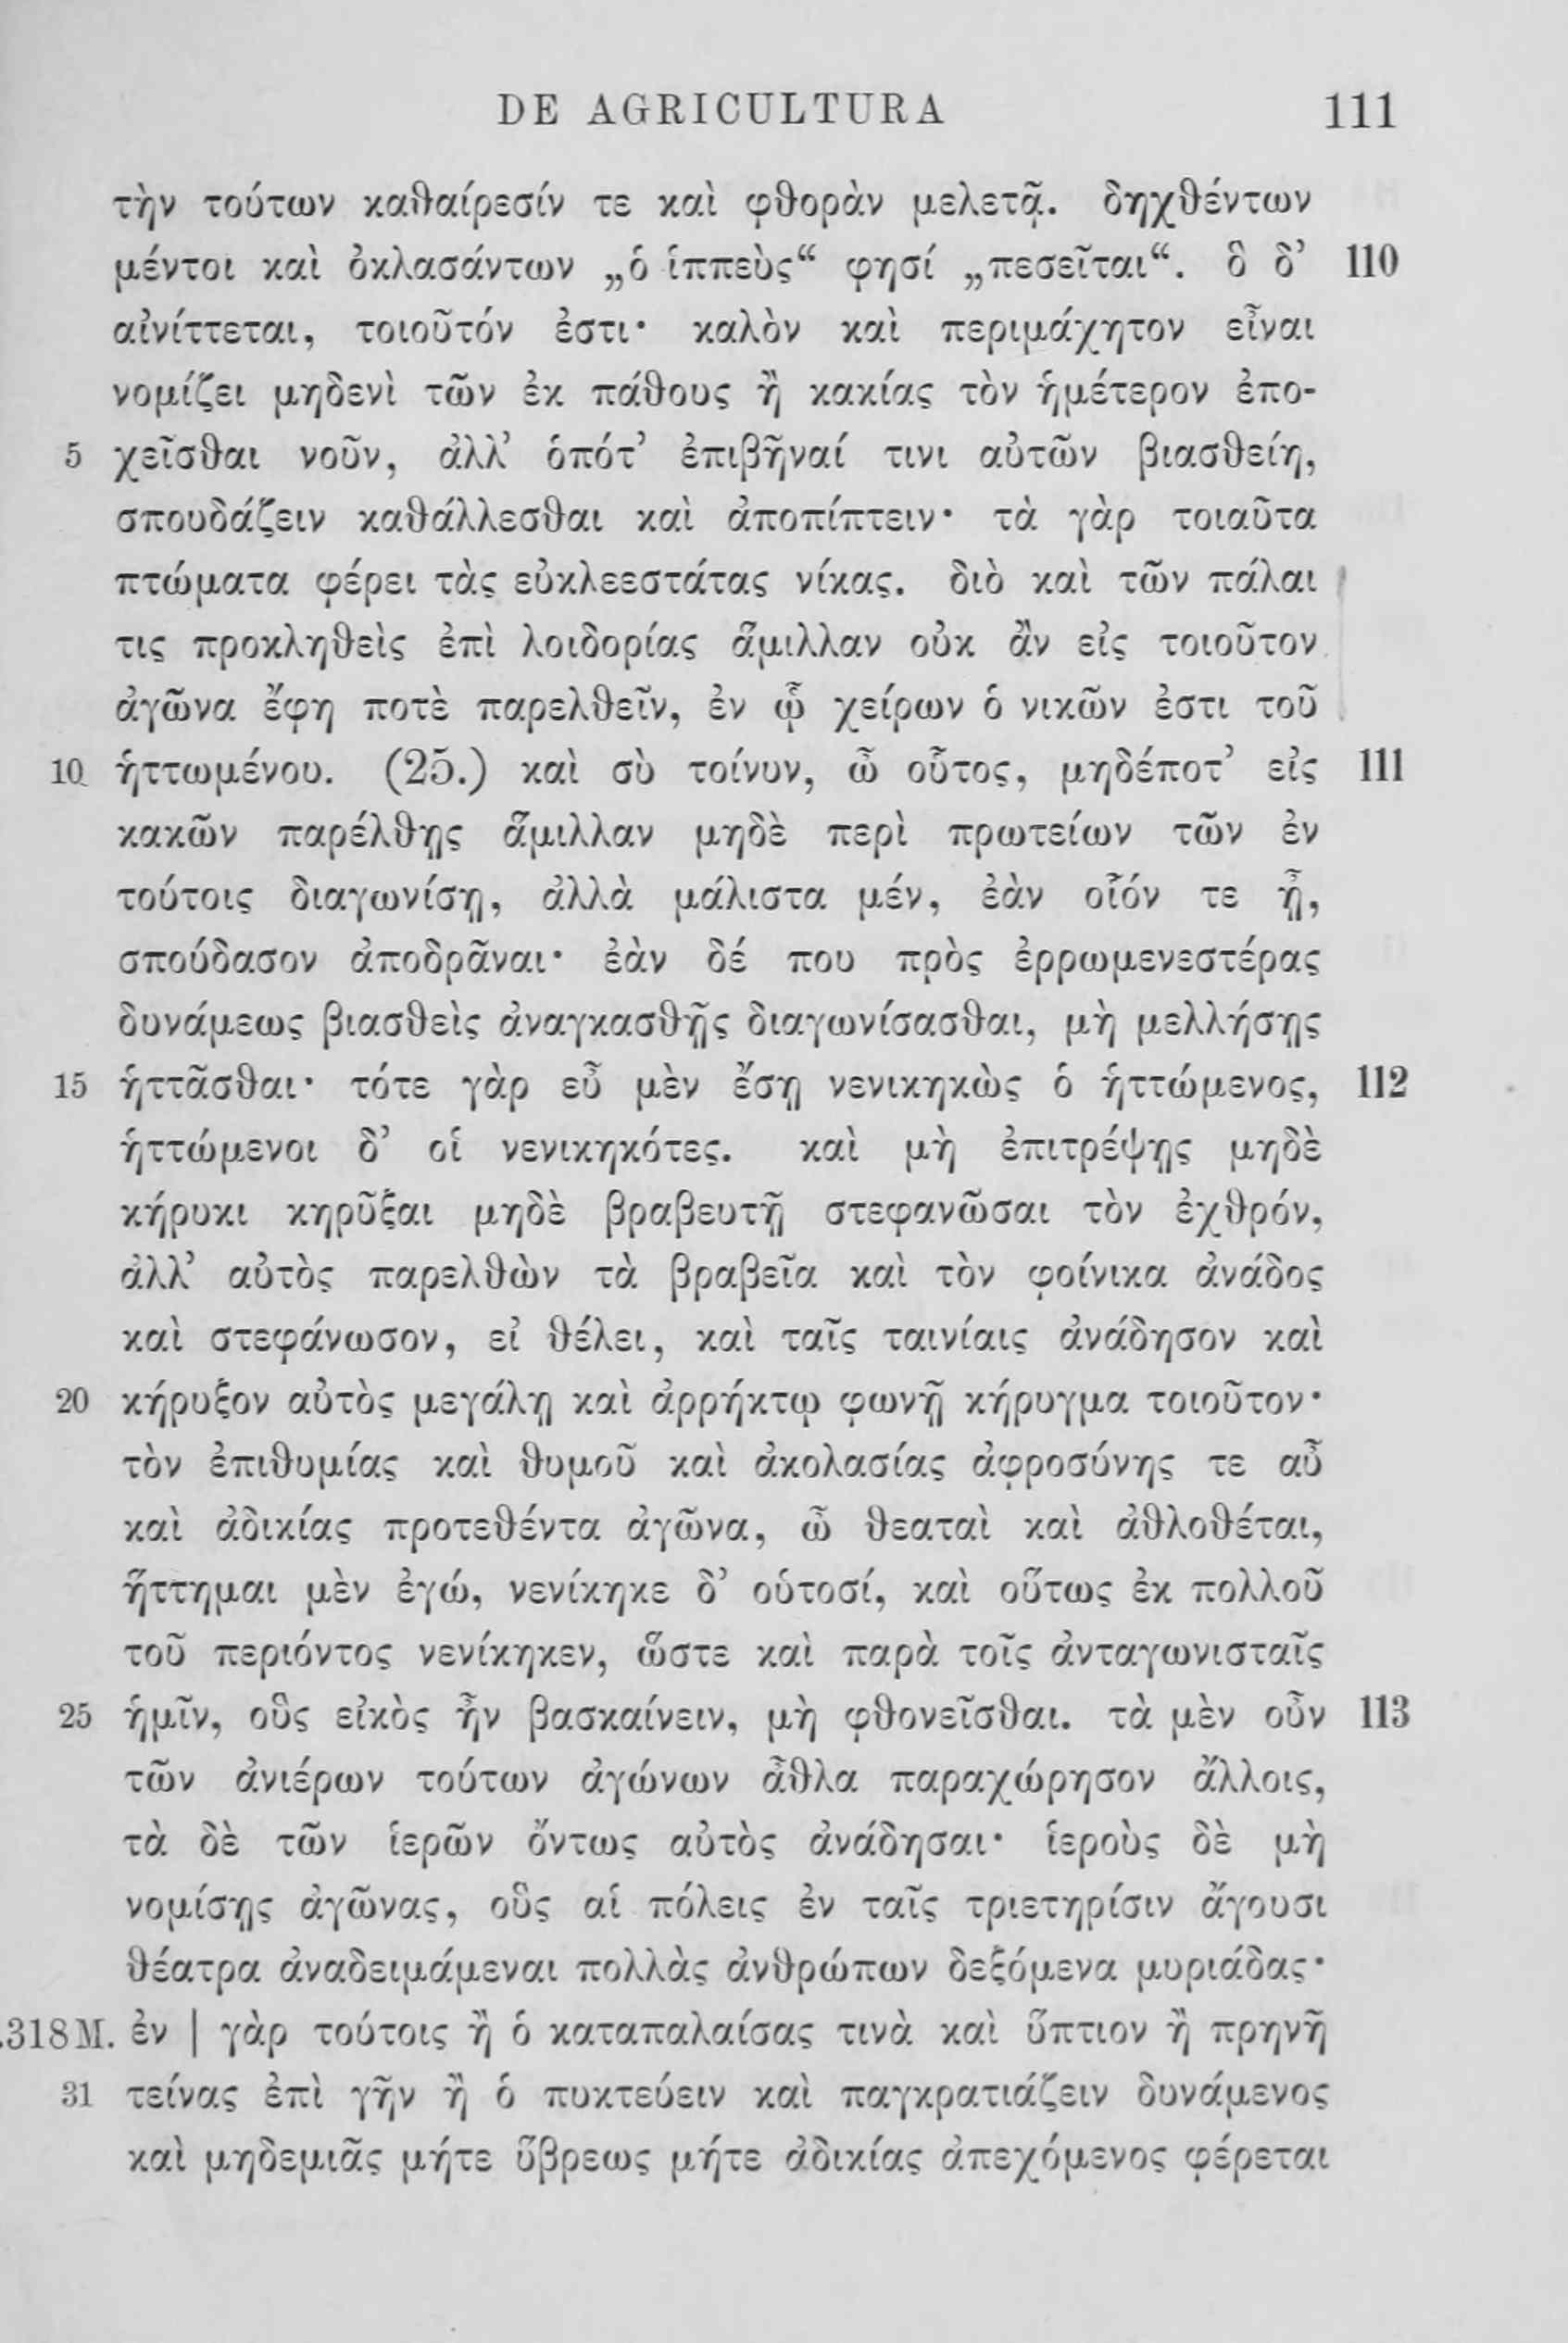 DE AGRICULTURA 111
τὴν τούτων καθαίρεσίν τε καὶ φθορὰν μελετᾷ. δηχθέντων
μέντοι καὶ ὀκλασάντων „ὁ ἱππεὺς“ φησί „πεσεῖται“. ὃ δ’ 110
αἰνίττεται, τοιοῦτόν ἐστι· καλὸν καὶ περιμάχητον εἶναι
νομίζει μηδενὶ τῶν ἐκ πάθους ἢ κακίας τὸν ἡμέτερον ἐπο-
5 χεῖσθαι νοῦν, ἀλλ’ ὁπότ’ ἐπιβῆναί τινι αὐτῶν βιασθείη,
σπουδάζειν καθάλλεσθαι καὶ ἀποπίπτειν· τὰ γὰρ τοιαῦτα
πτώματα φέρει τὰς εὐκλεεστάτας νίκας. διὸ καὶ τῶν πάλαι
τις προκληθεὶς ἐπὶ λοιδορίας ἅμιλλαν οὐκ ἂν εἰς τοιοῦτον
ἀγῶνα ἔφη ποτὲ παρελθεῖν, ἐν ᾧ χείρων ὁ νικῶν ἐστι τοῦ
10 ἡττωμένου. (25.) καὶ σὺ τοίνυν, ὦ οὗτος, μηδέποτ’ εἰς 111
κακῶν παρέλθῃς ἅμιλλαν μηδὲ περὶ πρωτείων τῶν ἐν
τούτοις διαγωνίσῃ, ἀλλὰ μάλιστα μέν, ἐὰν οἷόν τε ᾖ,
σπούδασον ἀποδρᾶναι· ἐὰν δέ που πρὸς ἐρρωμενεστέρας
δυνάμεως βιασθεὶς ἀναγκασθῇς διαγωνίσασθαι, μὴ μελλήσῃς
15 ἡττᾶσθαι· τότε γὰρ εὖ μὲν ἔσῃ νενικηκὼς ὁ ἡττώμενος, 112
ἡττώμενοι δ’ οἱ νενικηκότες. καὶ μὴ ἐπιτρέψῃς μηδὲ
κήρυκι κηρῦξαι μηδὲ βραβευτῇ στεφανῶσαι τὸν ἐχθρόν,
ἀλλ’ αὐτὸς παρελθὼν τὰ βραβεῖα καὶ τὸν φοίνικα ἀνάδος
καὶ στεφάνωσον, εἰ θέλει, καὶ ταῖς ταινίαις ἀνάδησον καὶ
20 κήρυξον αὐτὸς μεγάλῃ καὶ ἀρρήκτῳ φωνῇ κήρυγμα τοιοῦτον·
τὸν ἐπιθυμίας καὶ θυμοῦ καὶ ἀκολασίας ἀφροσύνης τε αὖ
καὶ ἀδικίας προτεθέντα ἀγῶνα, ὦ θεαταὶ καὶ ἀθλοθέται,
ἥττημαι μὲν ἐγώ, νενίκηκε δ’ οὑτοσί, καὶ οὕτως ἐκ πολλοῦ
τοῦ περιόντος νενίκηκεν, ὥστε καὶ παρὰ τοῖς ἀνταγωνισταῖς
25 ἡμῖν, οὓς εἰκὸς ἦν βασκαίνειν, μὴ φθονεῖσθαι. τὰ μὲν οὖν 113
τῶν ἀνιέρων τούτων ἀγώνων ἆθλα παραχώρησον ἄλλοις,
τὰ δὲ τῶν ἱερῶν ὄντως αὐτὸς ἀνάδησαι· ἱεροὺς δὲ μὴ
νομίσῃς ἀγῶνας, οὓς αἱ πόλεις ἐν ταῖς τριετηρίσιν ἄγουσι
θέατρα ἀναδειμάμεναι πολλὰς ἀνθρώπων δεξόμενα μυριάδας·
.318 M. ἐν | γὰρ τούτοις ἢ ὁ καταπαλαίσας τινὰ καὶ ὕπτιον ἢ πρηνῆ
31 τείνας ἐπὶ γῆν ἢ ὁ πυκτεύειν καὶ παγκρατιάζειν δυνάμενος
καὶ μηδεμιᾶς μήτε ὕβρεως μήτε ἀδικίας ἀπεχόμενος φέρεται